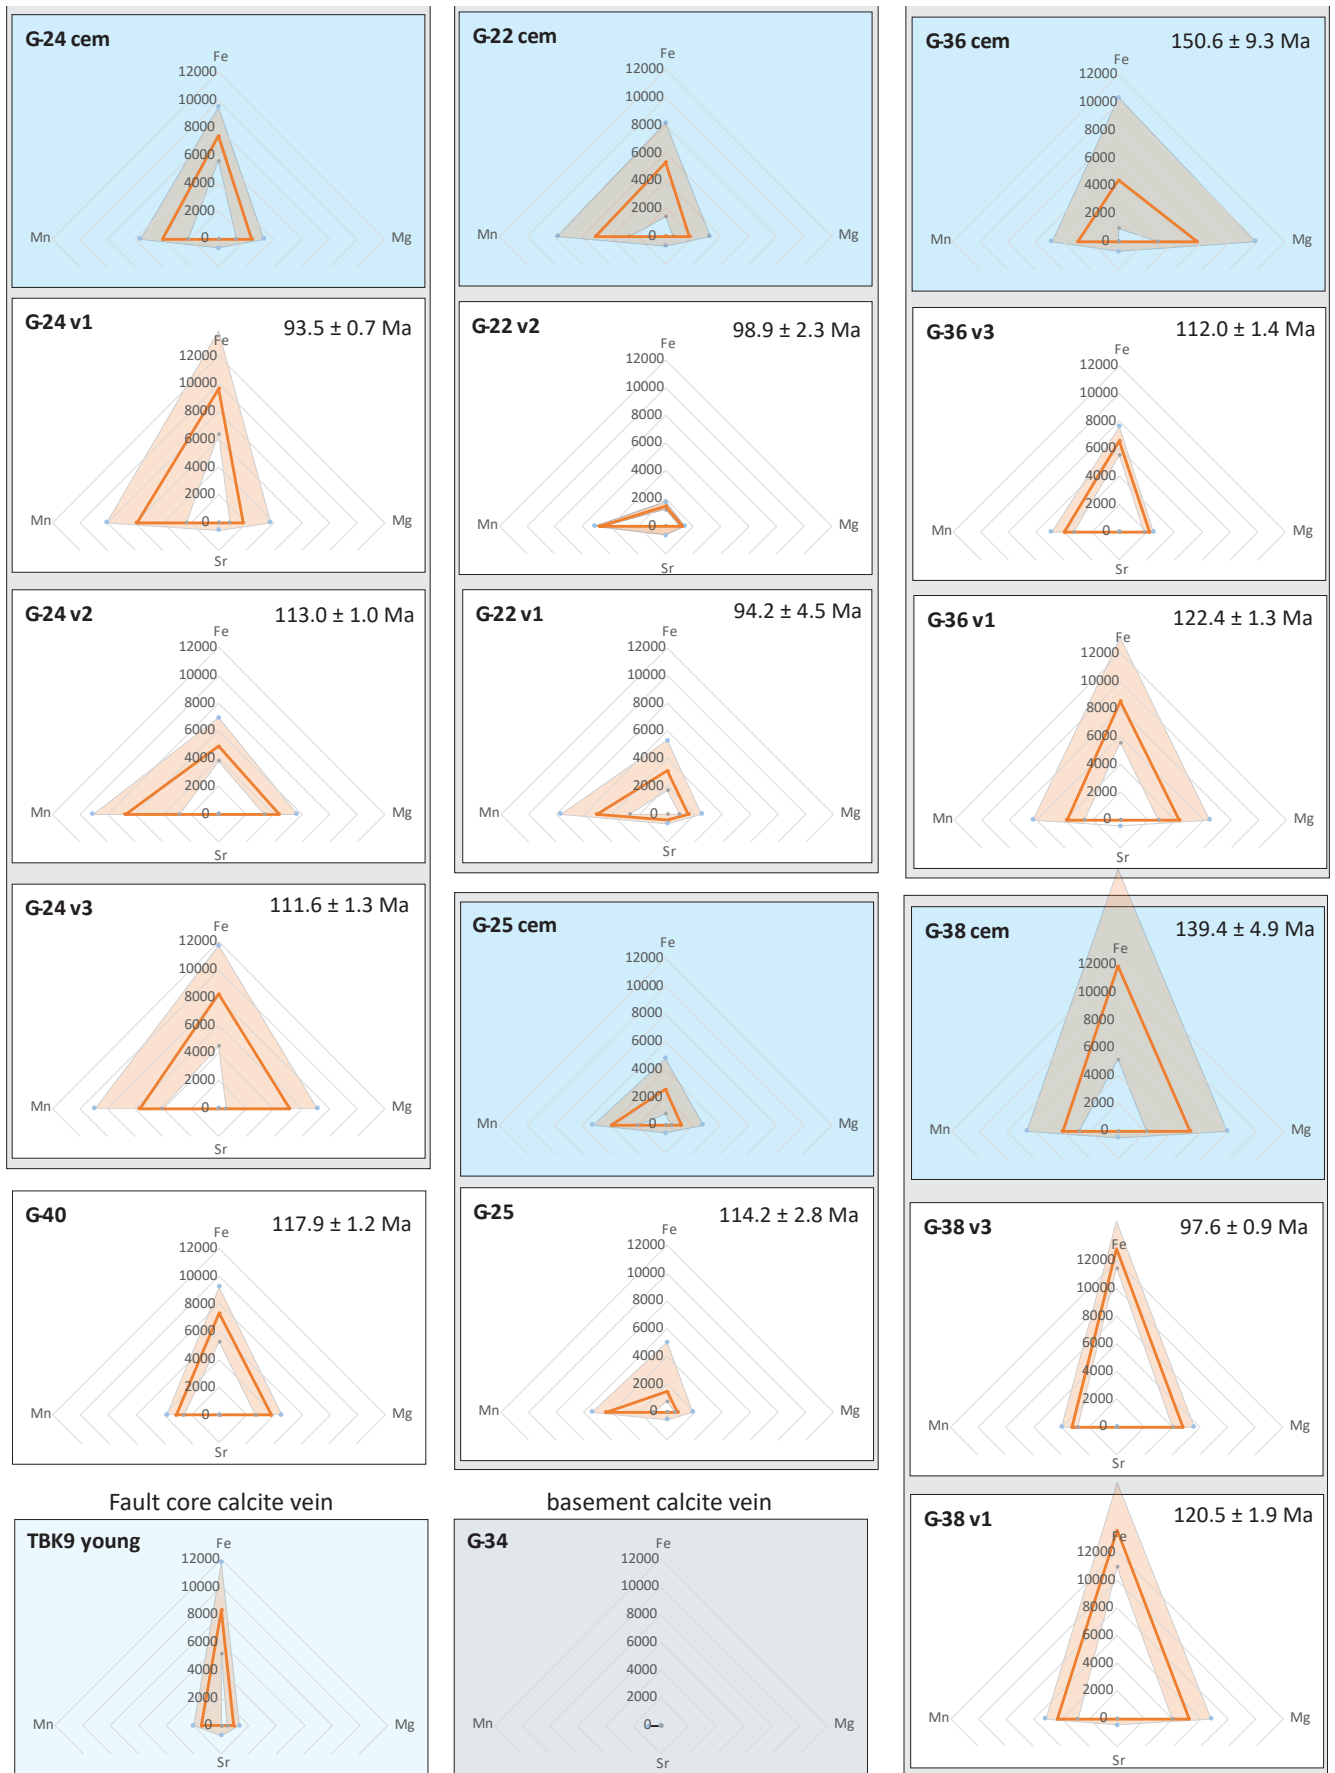 G-24 cem
Fe
12000
10000
8000
6000
4000
2000
0
Mn
Mg
G-24 v1
93.5 ± 0.7 Ma
Fe
12000
10000
8000
6000
4000
2000
0
Mn
Mg
Sr
G-24 v2
113.0 ± 1.0 Ma
Fe
12000
10000
8000
6000
4000
2000
0
Mn
Mg
Sr
G-24 v3
111.6 ± 1.3 Ma
Fe
12000
10000
8000
6000
4000
2000
0
Mn
Mg
Sr
G-40
117.9 ± 1.2 Ma
Fe
12000
10000
8000
6000
4000
2000
0
Mn
Mg
Sr
Fault core calcite vein
TBK9 young
Fe
12000
10000
8000
6000
4000
2000
0
Mn
Mg
Sr
G-22 cem
Fe
12000
10000
8000
6000
4000
2000
0
Mn
Mg
G-22 v2
98.9 ± 2.3 Ma
Fe
12000
10000
8000
6000
4000
2000
0
Mn
Mg
Sr
G-22 v1
94.2 ± 4.5 Ma
Fe
12000
10000
8000
6000
4000
2000
0
Mn
Mg
Sr
G-25 cem
Fe
12000
10000
8000
6000
4000
2000
0
Mn
Mg
G-25
114.2 ± 2.8 Ma
Fe
12000
10000
8000
6000
4000
2000
0
Mn
Mg
Sr
basement calcite vein
G-34
Fe
12000
10000
8000
6000
4000
2000
0
Mn
Mg
Sr
G-36 cem
150.6 ± 9.3 Ma
Fe
12000
10000
8000
6000
4000
2000
0
Mn
Mg
G-36 v3
112.0 ± 1.4 Ma
Fe
12000
10000
8000
6000
4000
2000
0
Mn
Mg
Sr
G-36 v1
122.4 ± 1.3 Ma
Fe
12000
10000
8000
6000
4000
2000
0
Mn
Mg
Sr
G-38 cem
139.4 ± 4.9 Ma
Fe
12000
10000
8000
6000
4000
2000
0
Mn
Mg
G-38 v3
97.6 ± 0.9 Ma
Fe
12000
10000
8000
6000
4000
2000
0
Mn
Mg
Sr
G-38 v1
120.5 ± 1.9 Ma
Fe
12000
10000
8000
6000
4000
2000
0
Mn
Mg
Sr